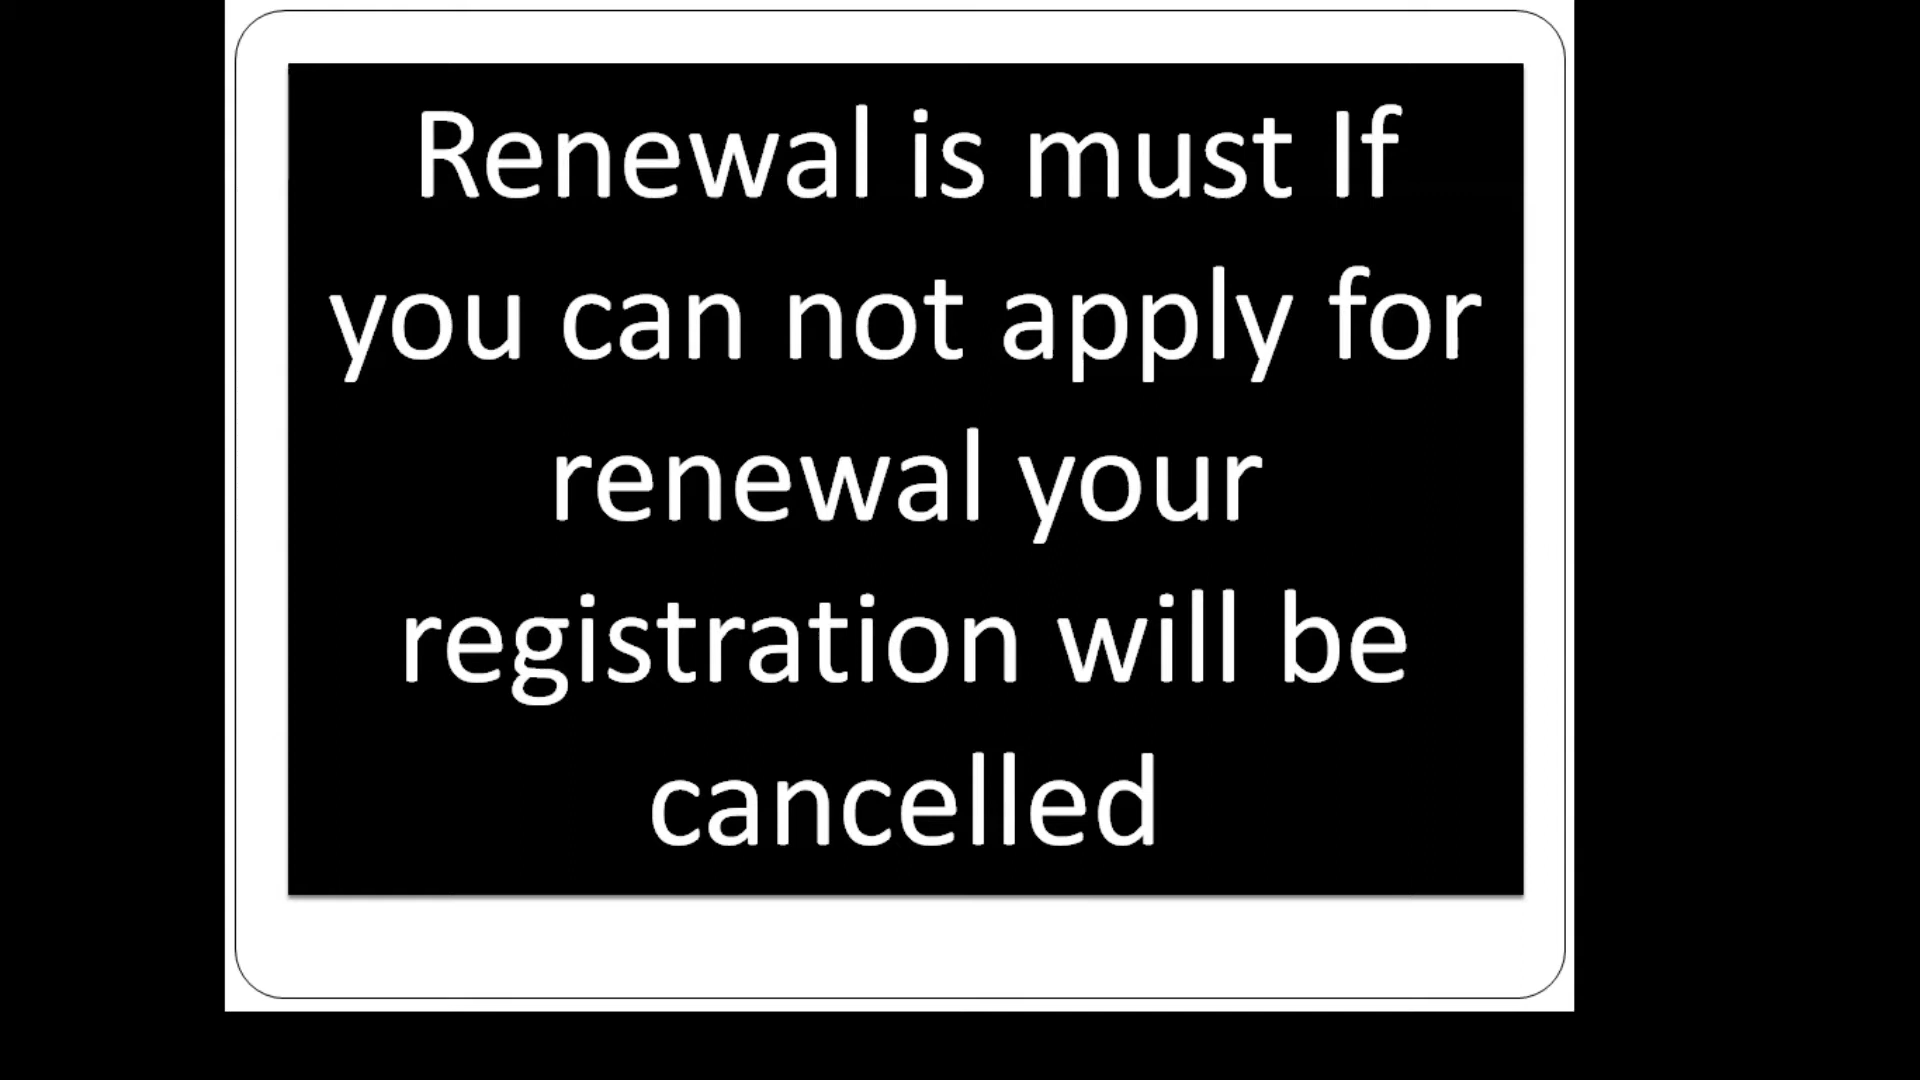 Renewal is must If
you can not apply for
renewal your
registration will be
cancelled